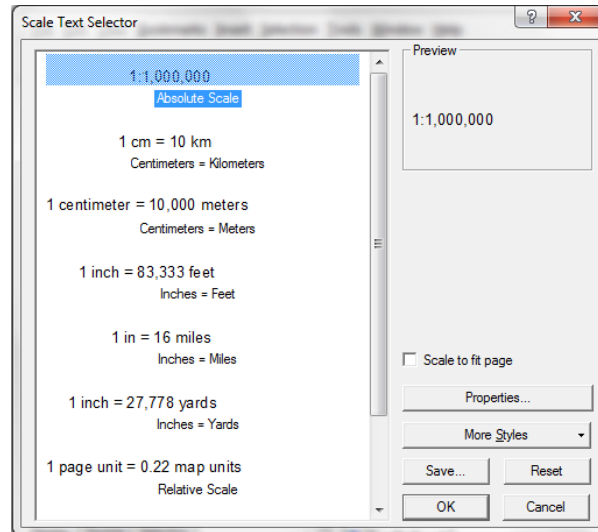 Scale Text Selector
1:1,000,000
Absolute Scale
1 cm = 10 km
Centimeters = Kilometers
1 centimeter = 10,000 meters
Centimeters = Meters
1 inch = 83,333 feet
Inches = Feet
1 in = 16 miles
Inches = Miles
1 inch = 27,778 yards
Inches = Yards
1 page unit = 0.22 map units
Relative Scale
Preview
1:1,000,000
Scale to fit page
Properties...
More Styles
Save... Reset
OK Cancel